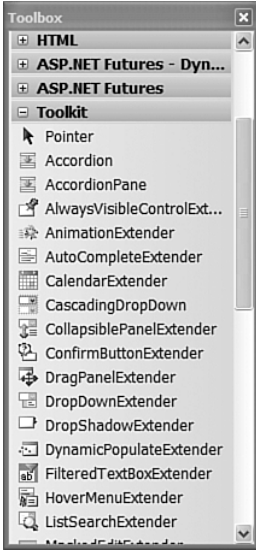 Toolbox
HTML
ASP.NET Futures - Dyn...
ASP.NET Futures
Toolkit
Pointer
Accordion
AccordionPane
AlwaysVisibleControlExt...
AnimationExtender
AutoCompleteExtender
CalendarExtender
CascadingDropDown
CollapsiblePanelExtender
ConfirmButtonExtender
DragPanelExtender
DropDownExtender
DropShadowExtender
DynamicPopulateExtender
FilteredTextBoxExtender
HoverMenuExtender
ListSearchExtender
MaskedEditExtender